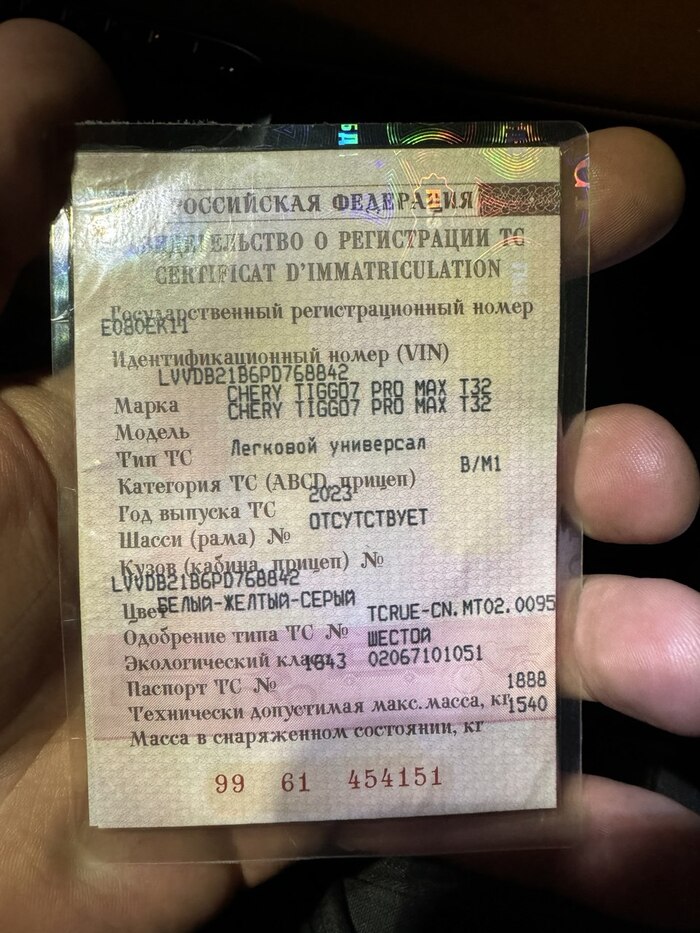 РОССИЙСКАЯ ФЕДЕРАЦИЯ
СВИДЕТЕЛЬСТВО О РЕГИСТРАЦИИ ТС
CERTIFICAT D'IMMATRICULATION
Государственный регистрационный номер
Е080ЕК11
Идентификационный номер (VIN)
LVVDB21B6PD768842
CHERY TIGGO7 PRO MAX T32
Марка CHERY TIGGO7 PRO MAX T32
Модель
Тип ТС Легковой универсал
B/M1
Категория ТС (ABCD, прицеп)
2023
Год выпуска ТС
ОТСУТСТВУЕТ
Шасси (рама) №
Кузов (кабина, прицеп) №
LVVDB21B6PD768842
Цвет БЕЛЫЙ-ЖЕЛТЫЙ-СЕРЫЙ
TCRUE-CN.MT02.0095
Одобрение типа ТС № ШЕСТОЙ
Экологический класс 1643 02067101051
Паспорт ТС №
1888
Технически допустимая макс. масса, кг 1540
Масса в снаряженном состоянии, кг
99 61 454151